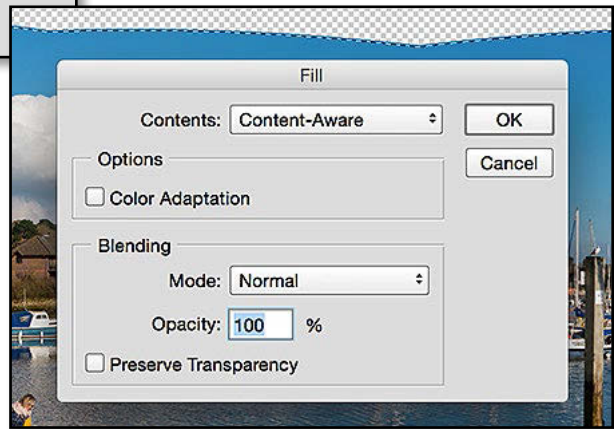 Fill
Contents: Content-Aware OK
Options Cancel
Color Adaptation
Blending
Mode: Normal
Opacity: 100 %
Preserve Transparency